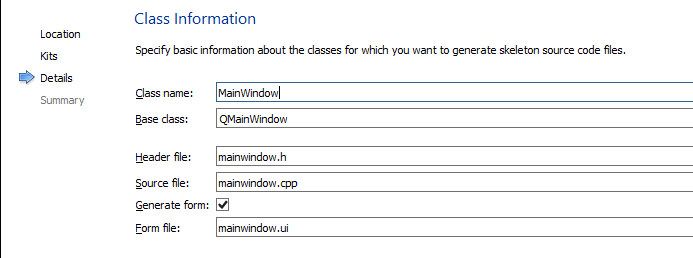 Class Information
Location
Kits
Details
Summary
Specify basic information about the classes for which you want to generate skeleton source code files.
Class name: MainWindow
Base class: QMainWindow
Header file: mainwindow.h
Source file: mainwindow.cpp
Generate form:
Form file: mainwindow.ui